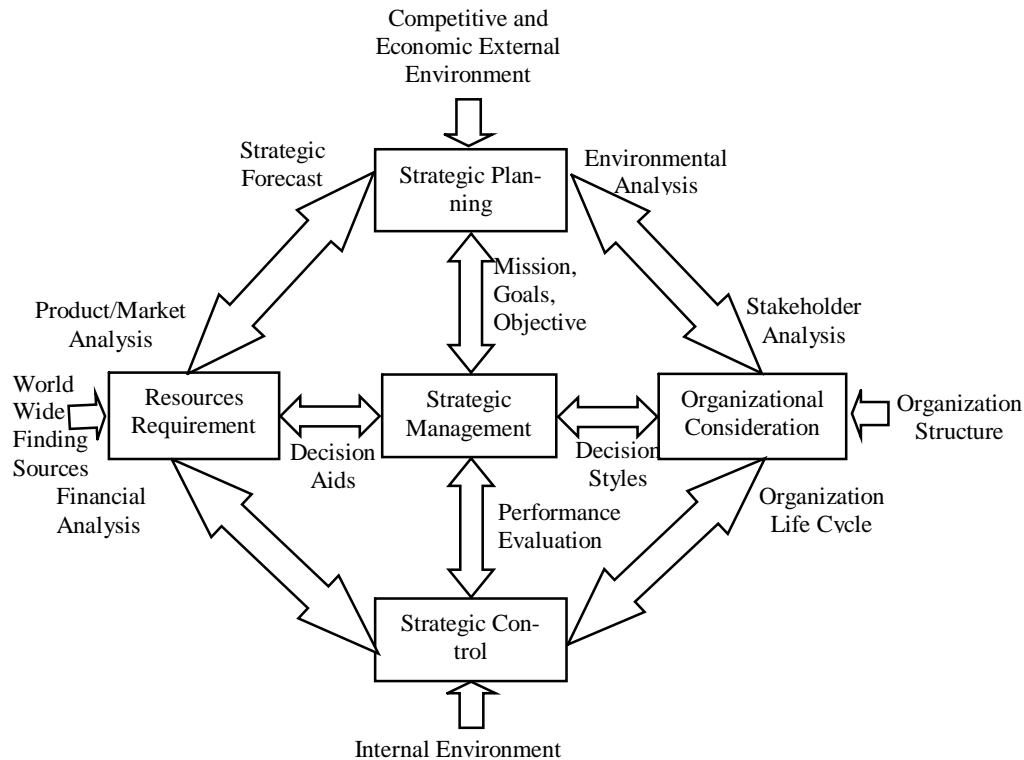 Competitive and
Economic External
Environment
Strategic
Forecast
Strategic Plan-
ning
Environmental
Analysis
Mission,
Goals,
Objective
Product/Market
Analysis
Stakeholder
Analysis
World
Wide
Finding
Sources
Resources
Requirement
Strategic
Management
Organizational
Consideration
Organization
Structure
Decision
Aids
Decision
Styles
Financial
Analysis
Performance
Evaluation
Organization
Life Cycle
Strategic Con-
trol
Internal Environment